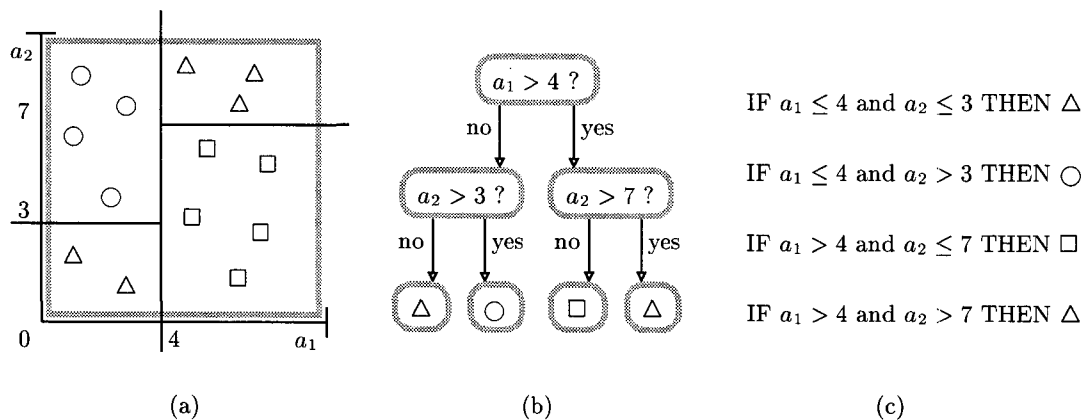 a₂
7
3
0
4
a₁
(a)
a₁ > 4 ?
no
yes
a₂ > 3 ?
a₂ > 7 ?
no
yes
no
yes
(b)
IF a₁ ≤ 4 and a₂ ≤ 3 THEN △
IF a₁ ≤ 4 and a₂ > 3 THEN ○
IF a₁ > 4 and a₂ ≤ 7 THEN □
IF a₁ > 4 and a₂ > 7 THEN △
(c)